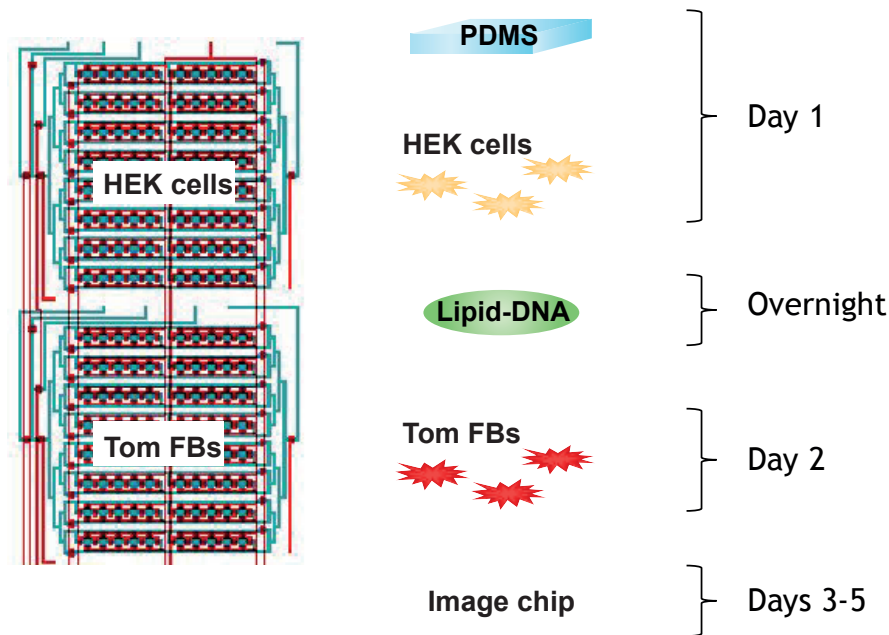 HEK cells
Tom FBs
PDMS
Day 1
HEK cells
Lipid-DNA
Overnight
Tom FBs
Day 2
Image chip
Days 3-5